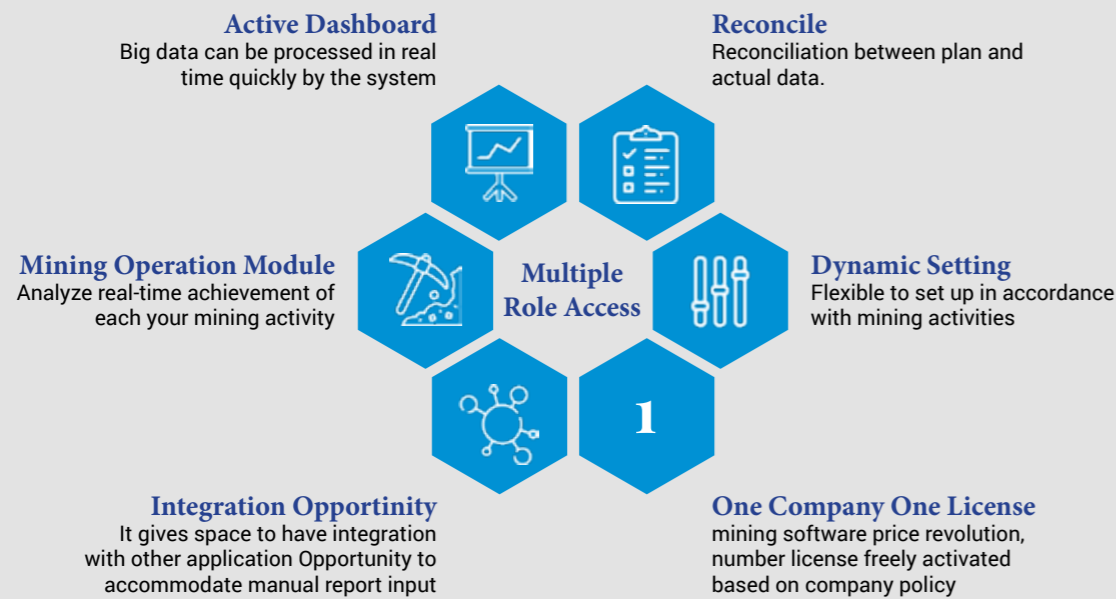 Active Dashboard
Big data can be processed in real
time quickly by the system
Reconcile
Reconciliation between plan and
actual data.
Mining Operation Module
Analyze real-time achievement of
each your mining activity
Multiple
Role Access
Dynamic Setting
Flexible to set up in accordance
with mining activities
1
Integration Opportinity
It gives space to have integration
with other application Opportunity to
accommodate manual report input
One Company One License
mining software price revolution,
number license freely activated
based on company policy